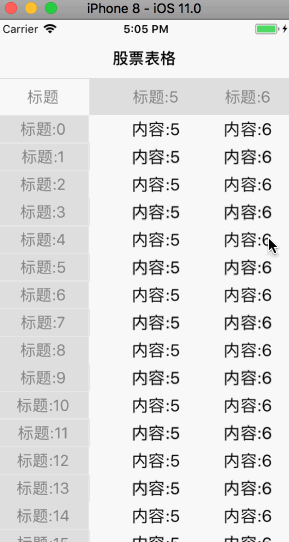 iPhone 8 - iOS 11.0
Carrier 5:05 PM
股票表格
标题 标题:5 标题:6
标题:0 内容:5 内容:6
标题:1 内容:5 内容:6
标题:2 内容:5 内容:6
标题:3 内容:5 内容:6
标题:4 内容:5 内容:6
标题:5 内容:5 内容:6
标题:6 内容:5 内容:6
标题:7 内容:5 内容:6
标题:8 内容:5 内容:6
标题:9 内容:5 内容:6
标题:10 内容:5 内容:6
标题:11 内容:5 内容:6
标题:12 内容:5 内容:6
标题:13 内容:5 内容:6
标题:14 内容:5 内容:6